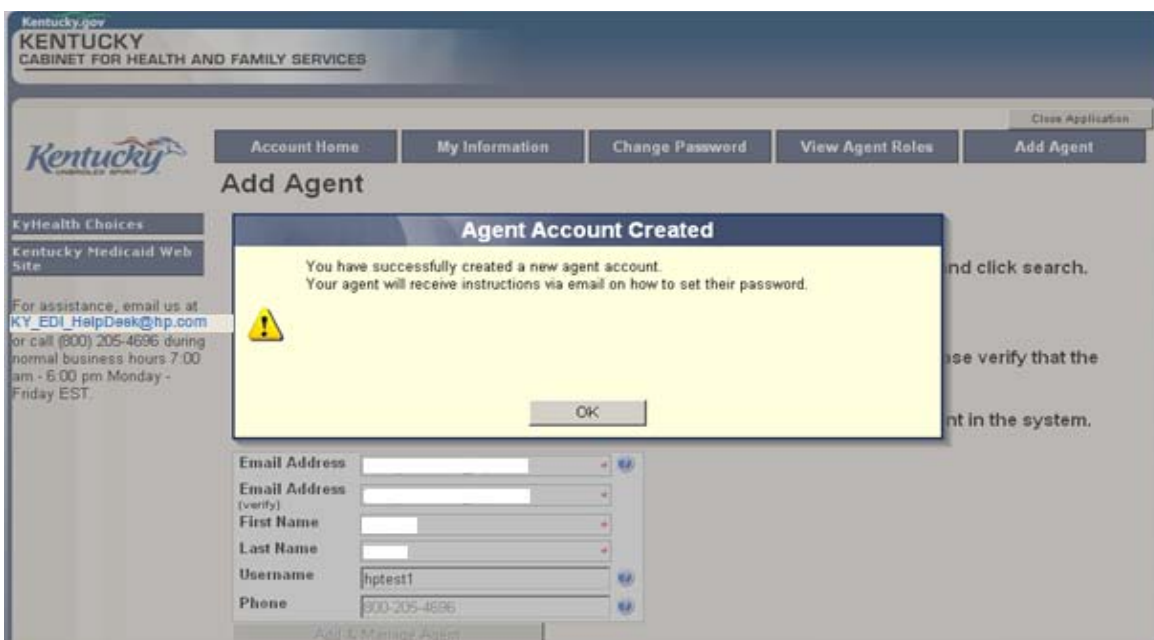 Kentucky.gov
KENTUCKY
CABINET FOR HEALTH AND FAMILY SERVICES
Close Application
Kentucky
UNBRIDLED SPIRIT
Account Home
My Information
Change Password
View Agent Roles
Add Agent
Add Agent
KyHealth Choices
Kentucky Medicaid Web
Site
For assistance, email us at
KY_EDI_HelpDesk@hp.com
or call (800) 205-4696 during
normal business hours 7:00
am - 6:00 pm Monday -
Friday EST.
Agent Account Created
You have successfully created a new agent account.
Your agent will receive instructions via email on how to set their password.
OK
and click search.
verify that the
in the system.
Email Address
*
Email Address
(verify)
*
First Name
*
Last Name
*
Username
hptest1
Phone
800-205-4696
Add & Manage Agent